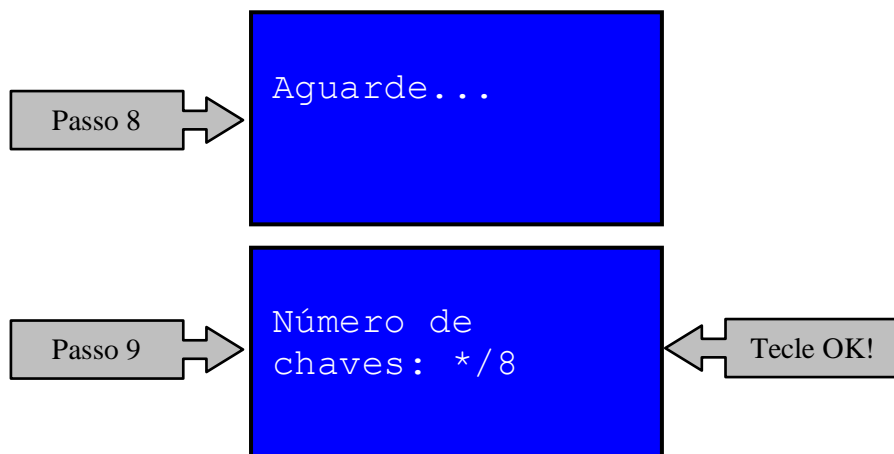 Passo 8
Aguarde...
Passo 9
Número de
chaves: */8
Tecle OK!